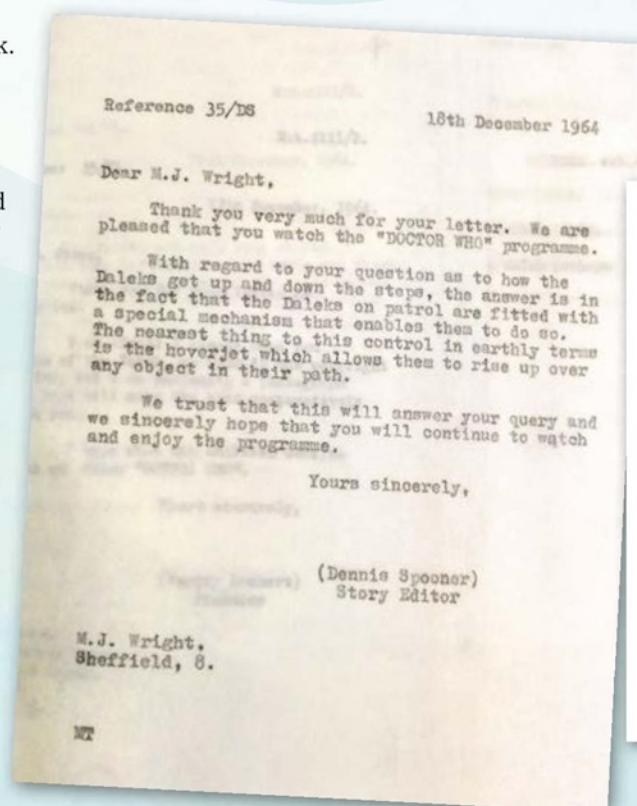 k.
d
Reference 35/DS
18th December 1964
Dear M.J. Wright,
Thank you very much for your letter. We are
pleased that you watch the "DOCTOR WHO" programme.
With regard to your question as to how the
Daleks get up and down the steps, the answer is in
the fact that the Daleks on patrol are fitted with
a special mechanism that enables them to do so.
The nearest thing to this control in earthly terms
is the hoverjet which allows them to rise up over
any object in their path.
We trust that this will answer your query and
we sincerely hope that you will continue to watch
and enjoy the programme.
Yours sincerely,
(Dennis Spooner)
Story Editor
M.J. Wright,
Sheffield, 8.
MT